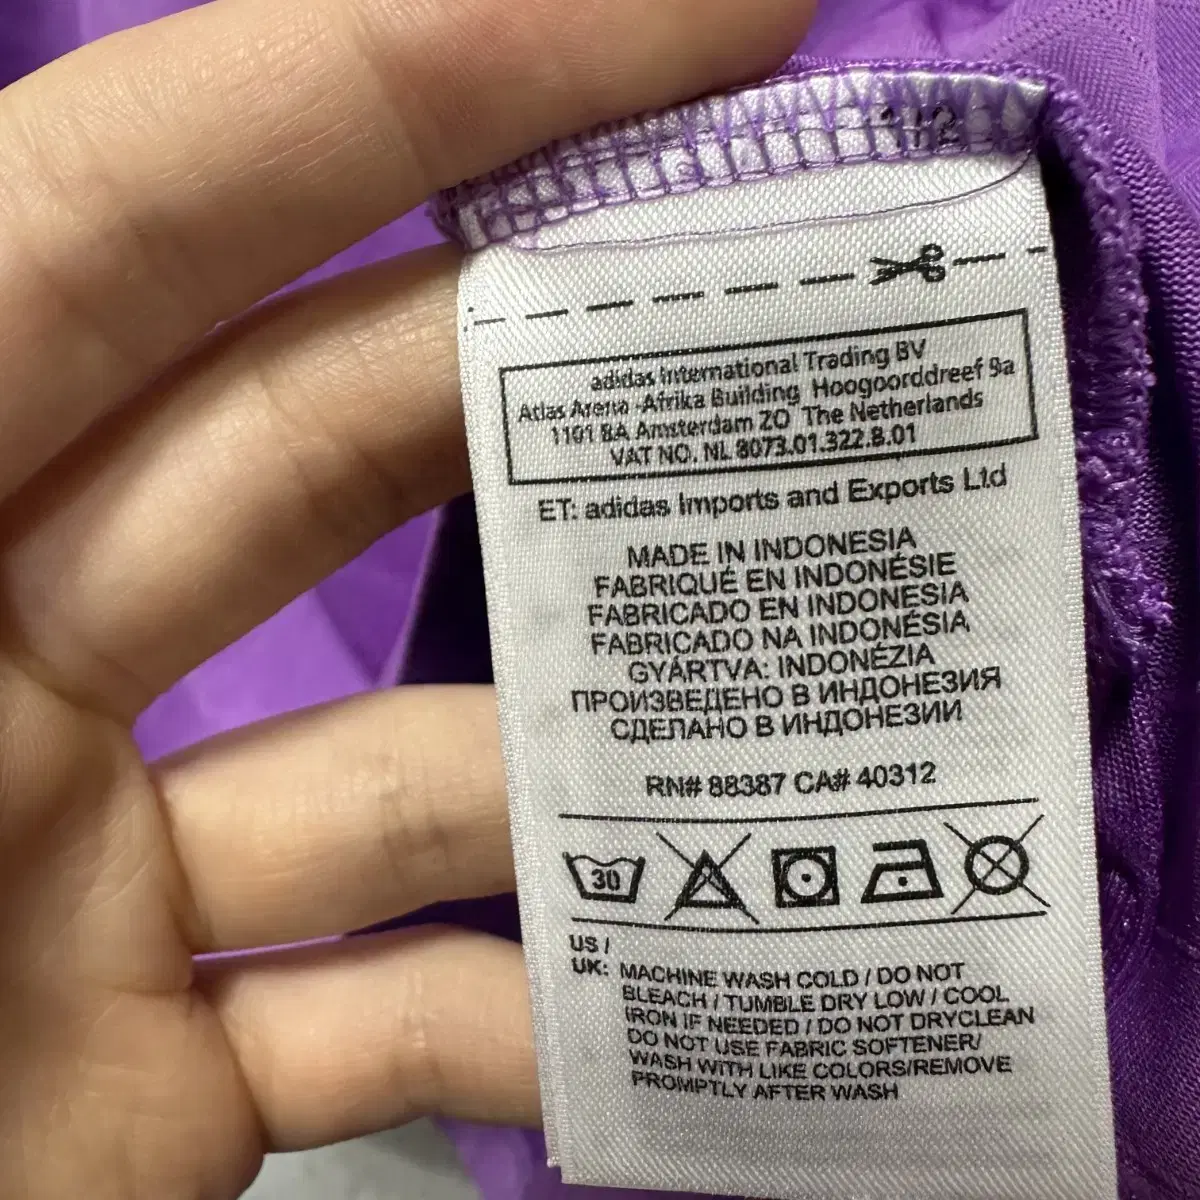 1/2
adidas International Trading BV
Atlas Arena -Afrika Building Hoogoorddreef 9a
1101 BA Amsterdam ZO The Netherlands
VAT NO. NL 8073.01.322.B.01
ET: adidas Imports and Exports Ltd
MADE IN INDONESIA
FABRIQUÉ EN INDONÉSIE
FABRICADO EN INDONESIA
FABRICADO NA INDONÉSIA
GYÁRTVA: INDONÉZIA
ПРОИЗВЕДЕНО В ИНДОНЕЗИЯ
СДЕЛАНО В ИНДОНЕЗИИ
RN# 88387 CA# 40312
30
US /
UK: MACHINE WASH COLD / DO NOT
BLEACH / TUMBLE DRY LOW / COOL
IRON IF NEEDED / DO NOT DRYCLEAN
DO NOT USE FABRIC SOFTENER/
WASH WITH LIKE COLORS/REMOVE
PROMPTLY AFTER WASH